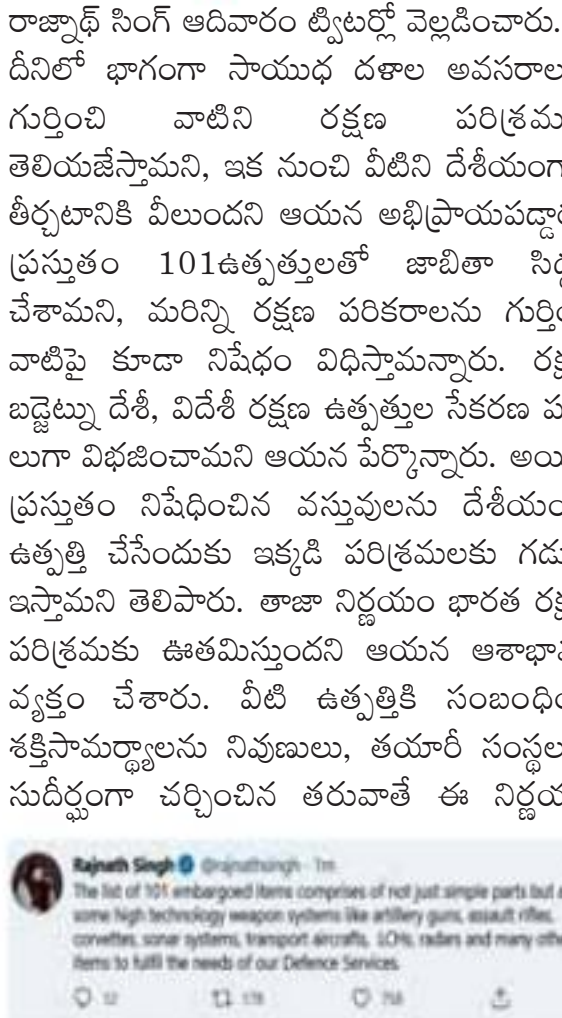 రాజ్నాథ్ సింగ్ ఆదివారం ట్విటర్లో వెల్లడించారు.
దీనిలో భాగంగా సాయుధ దళాల అవసరాల
గుర్తించి వాటిని రక్షణ పరిశ్రమ
తెలియజేస్తామని, ఇక నుంచి వీటిని దేశీయంగ
తీర్చటానికి వీలుందని ఆయన అభిప్రాయపడ్డా
ప్రస్తుతం 101ఉత్పత్తులతో జాబితా
చేశామని, మరిన్ని రక్షణ పరికరాలను
వాటిపై కూడా నిషేధం విధిస్తామన్నారు.
బడ్జెట్ను దేశీ, విదేశీ రక్షణ ఉత్పత్తుల సేకరణ
లుగా విభజించామని ఆయన పేర్కొన్నారు.
ప్రస్తుతం నిషేధించిన వస్తువులను
ఉత్పత్తి చేసేందుకు ఇక్కడి పరిశ్రమలకు గడు
ఇస్తామని తెలిపారు. తాజా నిర్ణయం భారత
పరిశ్రమకు ఊతమిస్తుందని ఆయన ఆశాభా
వ్యక్తం చేశారు. వీటి ఉత్పత్తికి
శక్తిసామర్థ్యాలను నివుణులు, తయారీ సంస్థల
సుదీర్ఘంగా చర్చించిన తరువాతే ఈ నిర్ణయ
Rajnath Singh @rajnathsingh · 1m
The list of 101 embargoed items comprises of not just simple parts but
some high technology weapon systems like artillery guns, assault rifles,
corvettes, sonar systems, transport aircrafts, LCHs, radars and many
items to fulfil the needs of our Defence Services.